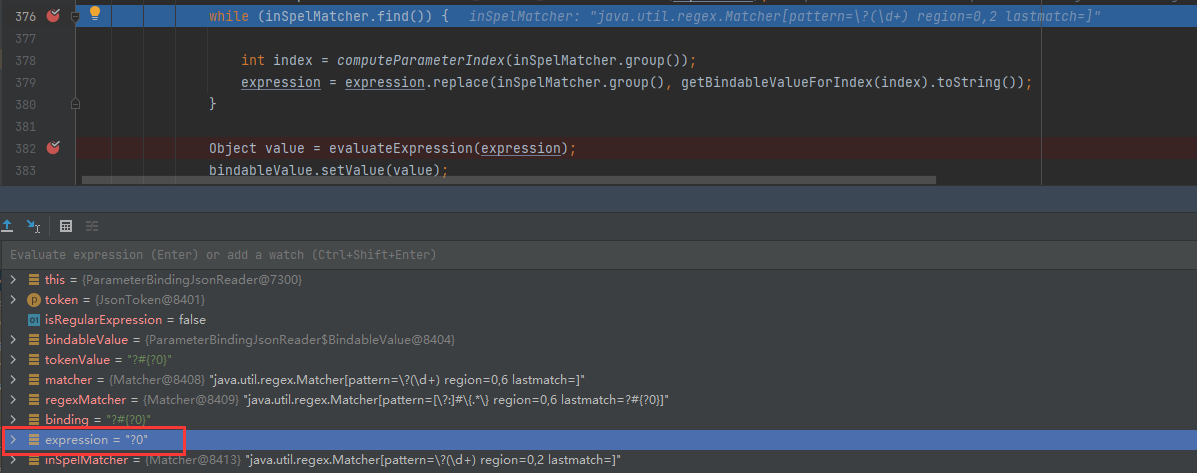 376 while (inSpelMatcher.find()) { inSpelMatcher: "java.util.regex.Matcher[pattern=\?(\d+) region=0,2 lastmatch=]"
377
378 int index = computeParameterIndex(inSpelMatcher.group());
379 expression = expression.replace(inSpelMatcher.group(), getBindableValueForIndex(index).toString());
380 }
381
382 Object value = evaluateExpression(expression);
383 bindableValue.setValue(value);
Evaluate expression (Enter) or add a watch (Ctrl+Shift+Enter)
this = {ParameterBindingJsonReader@7300}
p token = {JsonToken@8401}
01 isRegularExpression = false
bindableValue = {ParameterBindingJsonReader$BindableValue@8404}
tokenValue = "?#{?0}"
matcher = {Matcher@8408} "java.util.regex.Matcher[pattern=\?(\d+) region=0,6 lastmatch=]"
regexMatcher = {Matcher@8409} "java.util.regex.Matcher[pattern=[\?:]#\{.*\} region=0,6 lastmatch=?#{?0}]"
binding = "?#{?0}"
expression = "?0"
inSpelMatcher = {Matcher@8413} "java.util.regex.Matcher[pattern=\?(\d+) region=0,2 lastmatch=]"